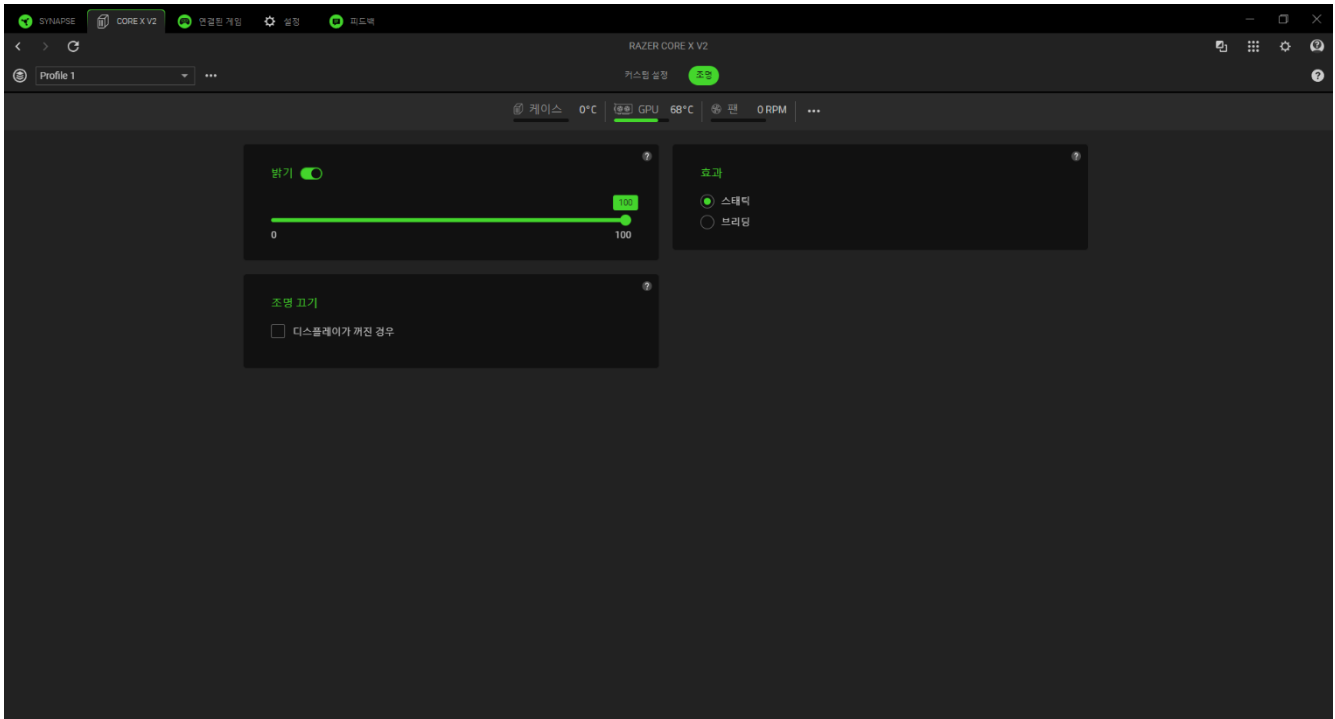 SYNAPSE CORE X V2 연결된 게임 설정 피드백
RAZER CORE X V2
Profile 1 커스텀 설정 조명
케이스 0°C GPU 68°C 팬 0 RPM
밝기
100
0 100
효과
스태틱
브리딩
조명 끄기
디스플레이가 꺼진 경우